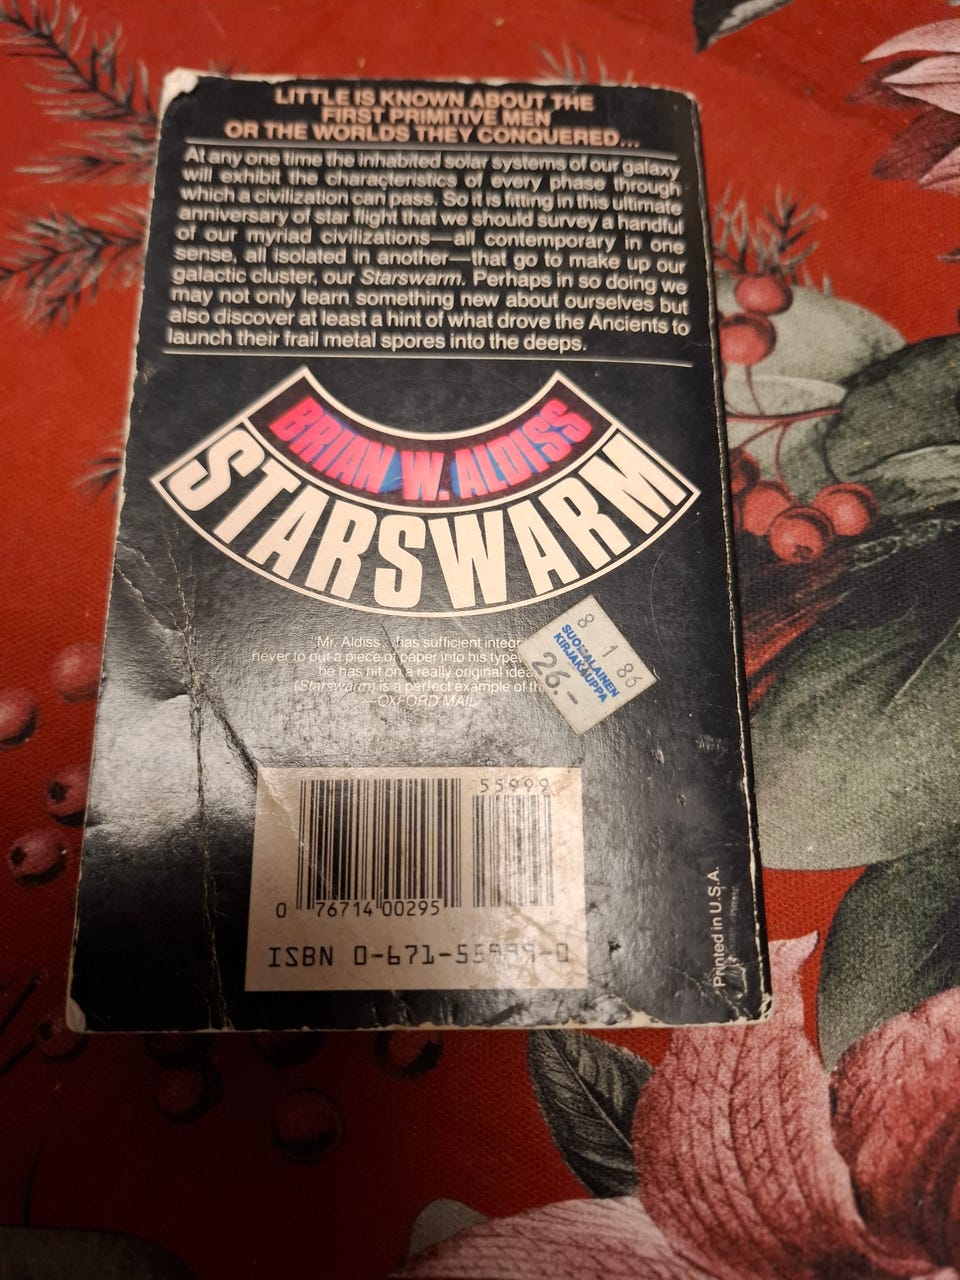 LITTLE IS KNOWN ABOUT THE
FIRST PRIMITIVE MEN
OR THE WORLDS THEY CONQUERED...
At any one time the inhabited solar systems of our galaxy
will exhibit the characteristics of every phase through
which a civilization can pass. So it is fitting in this ultimate
anniversary of star flight that we should survey a handful
of our myriad civilizations—all contemporary in one
sense, all isolated in another—that go to make up our
galactic cluster, our Starswarm. Perhaps in so doing we
may not only learn something new about ourselves but
also discover at least a hint of what drove the Ancients to
launch their frail metal spores into the deeps.
BRIAN W. ALDISS
STARSWARM
"Mr. Aldiss...has sufficient
never to put a piece of paper into his
he has hit on a really original idea
(Starswarm) is a perfect example of
—OXFORD MAIL
8 1 86
SUOMALAINEN
KIRJAKAUPPA
26.-
55999
0 76714 00295
ISBN 0-671-55999-0
Printed in U.S.A.